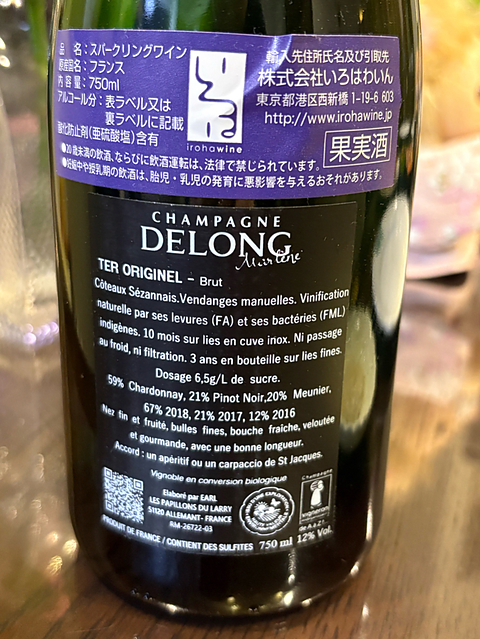 品 名：スパークリングワイン
原産国名：フランス
内 容 量：750ml
アルコール分：表ラベル又は
裏ラベルに記載
酸化防止剤(亜硫酸塩)含有
いろは
irohawine
輸入先住所氏名及び引取先
株式会社いろはわいん
東京都港区西新橋 1-19-6 603
http://www.irohawine.jp
果実酒
●20歳未満の飲酒、ならびに飲酒運転は、法律で禁じられています。
●妊娠中や授乳期の飲酒は、胎児・乳児の発育に悪影響を与えるおそれがあります。
CHAMPAGNE
DELONG
Marlène
TER ORIGINEL - Brut
Côteaux Sézannais.Vendanges manuelles. Vinification
naturelle par ses levures (FA) et ses bactéries (FML)
indigènes. 10 mois sur lies en cuve inox. Ni passage
au froid, ni filtration. 3 ans en bouteille sur lies fines.
Dosage 6,5g/L de sucre.
59% Chardonnay, 21% Pinot Noir,20% Meunier,
67% 2018, 21% 2017, 12% 2016
Nez fin et fruité, bulles fines, bouche fraîche, veloutée
et gourmande, avec une bonne longueur.
Accord : un apéritif ou un carpaccio de St Jacques.
Vignoble en conversion biologique
Elaboré par EARL
LES PAPILLONS DU LARRY
51120 ALLEMANT - FRANCE
RM-26722-03
Champagne
vigneron
PRODUIT DE FRANCE / CONTIENT DES SULFITES 750 ml 12% Vol.